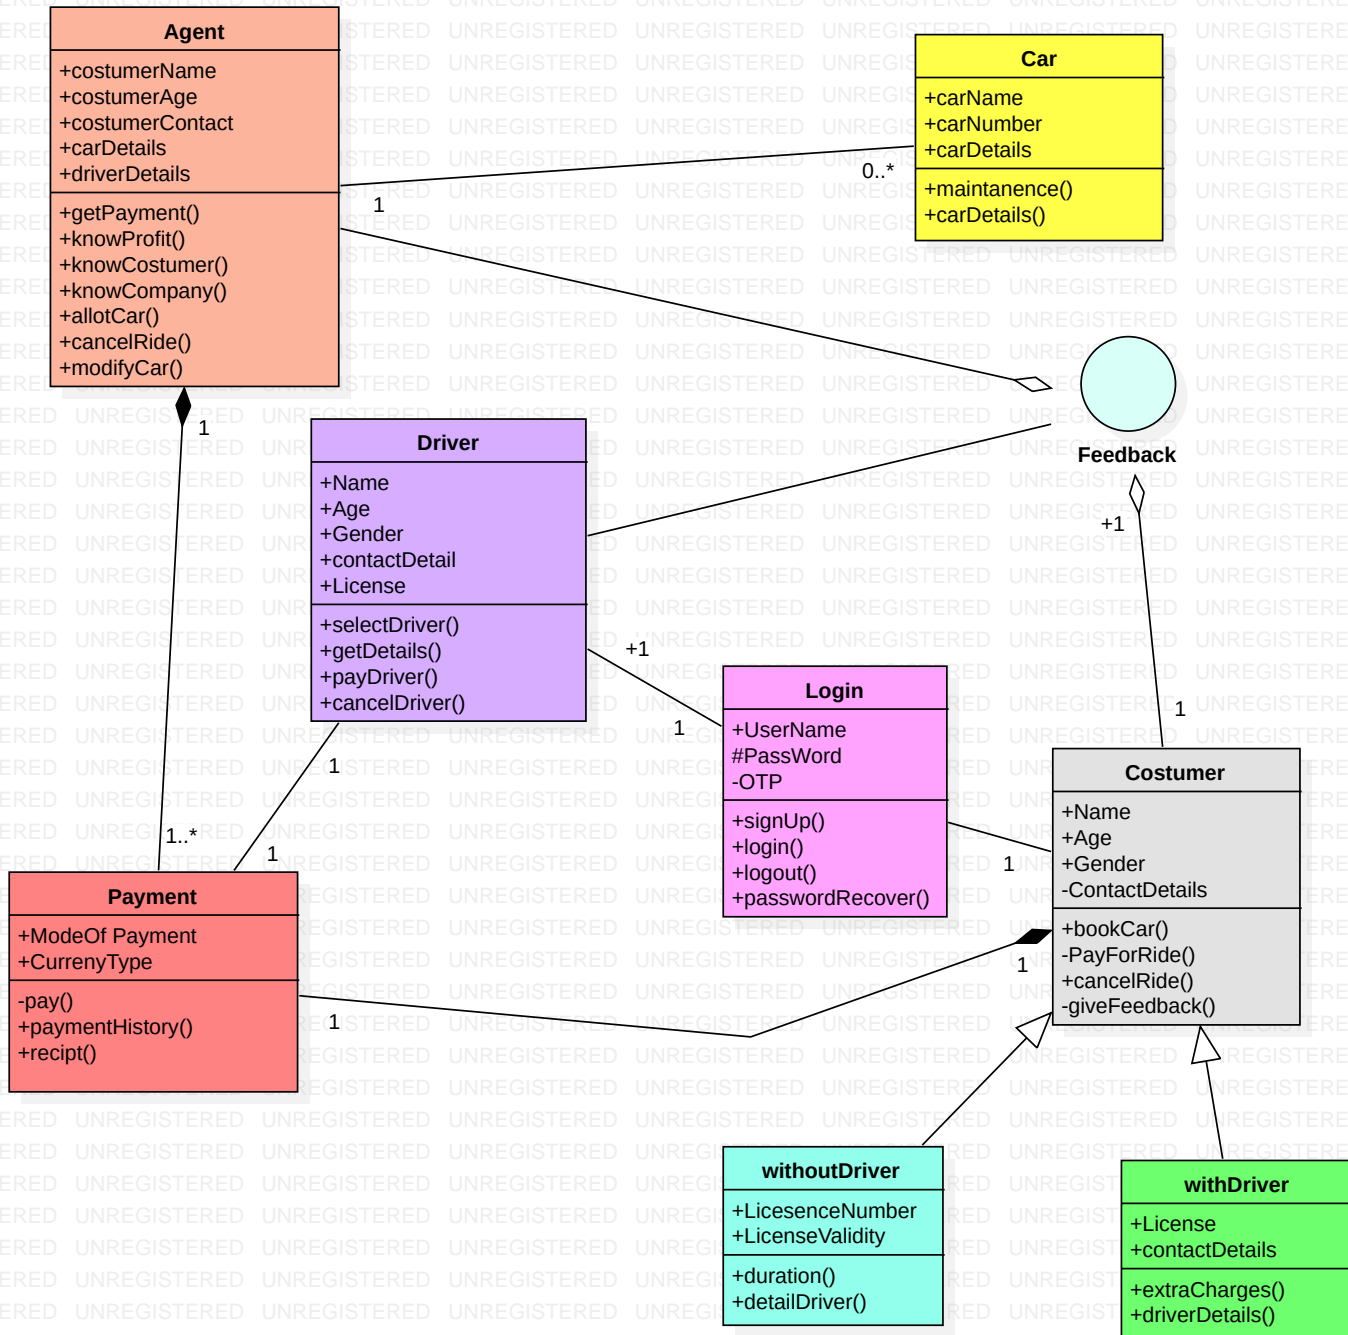 Agent
+costumerName
+costumerAge
+costumerContact
+carDetails
+driverDetails
+getPayment()
+knowProfit()
+knowCostumer()
+knowCompany()
+allotCar()
+cancelRide()
+modifyCar()
Car
+carName
+carNumber
+carDetails
+maintanence()
+carDetails()
0..*
1
1
Feedback
+1
1
Driver
+Name
+Age
+Gender
+contactDetail
+License
+selectDriver()
+getDetails()
+payDriver()
+cancelDriver()
+1
1
1
1
1..*
Login
+UserName
#PassWord
-OTP
+signUp()
+login()
+logout()
+passwordRecover()
1
Costumer
+Name
+Age
+Gender
-ContactDetails
+bookCar()
-PayForRide()
+cancelRide()
-giveFeedback()
1
1
Payment
+ModeOf Payment
+CurrenyType
-pay()
+paymentHistory()
+recipt()
withoutDriver
+LicesenceNumber
+LicenseValidity
+duration()
+detailDriver()
withDriver
+License
+contactDetails
+extraCharges()
+driverDetails()
UNREGISTERED